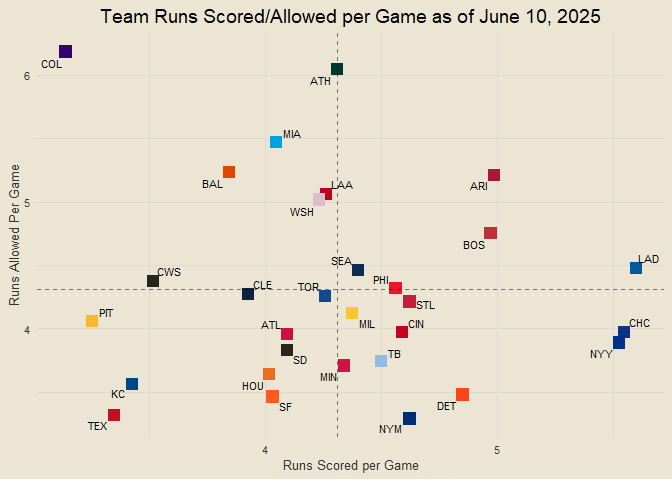 Team Runs Scored/Allowed per Game as of June 10, 2025
COL
6
ATH
MIA
BAL
LAA
ARI
5
WSH
BOS
SEA
LAD
CWS
CLE
TOR
PHI
STL
PIT
ATL
MIL
CIN
CHC
4
SD
TB
NYY
MIN
KC
HOU
SF
DET
TEX
NYM
4
5
Runs Scored per Game
Runs Allowed Per Game